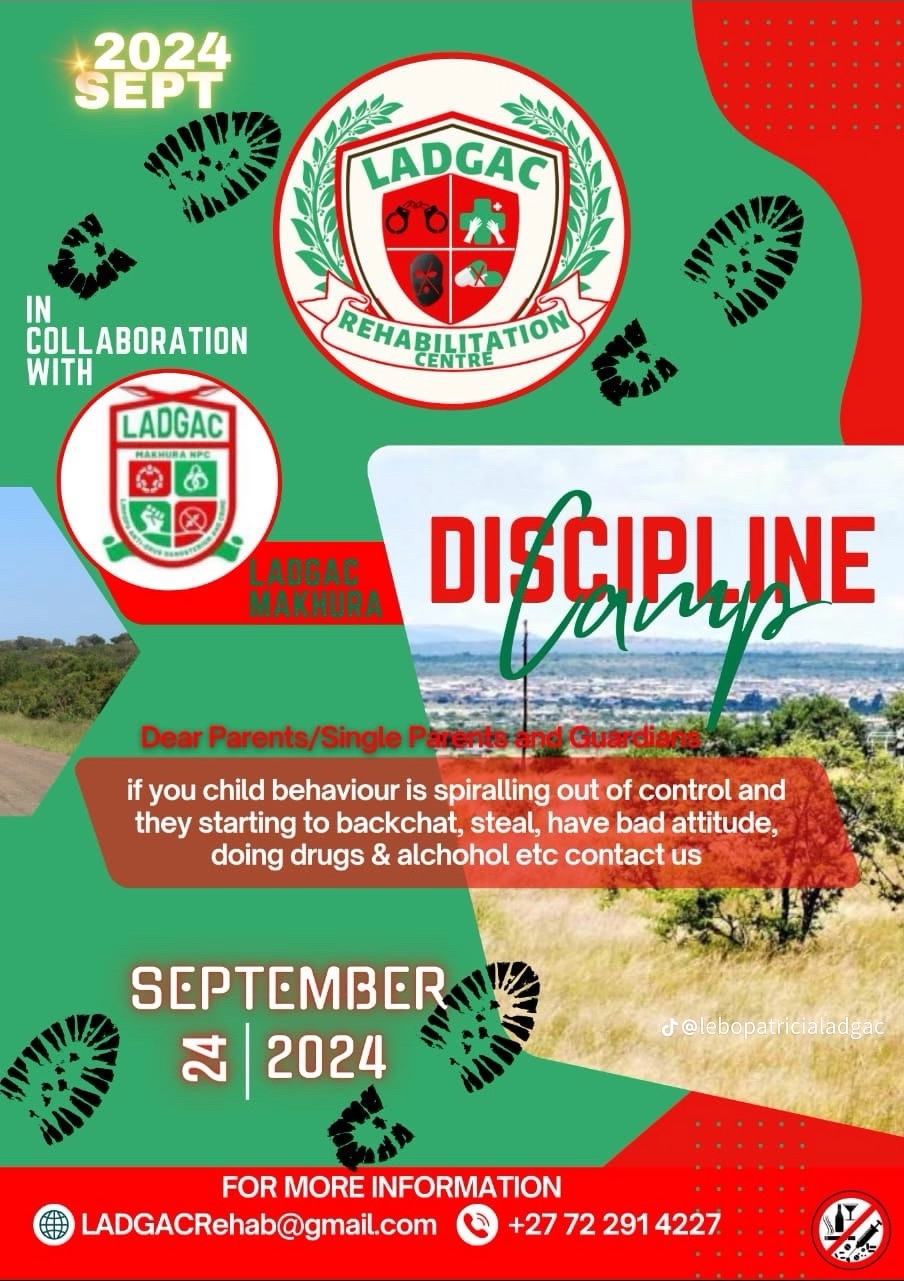 2024
SEPT
LADGAC
REHABILITATION
CENTRE
IN
COLLABORATION
WITH
LADGAC
MAKHURA NPC
LADGAC
MAKHURA
DISCIPLINE
Camp
Dear Parents/Single Parents and Guardians
if you child behaviour is spiralling out of control and
they starting to backchat, steal, have bad attitude,
doing drugs & alchohol etc contact us
SEPTEMBER
24 2024
@lebopatricialadgac
FOR MORE INFORMATION
LADGACRehab@gmail.com +27 72 291 4227